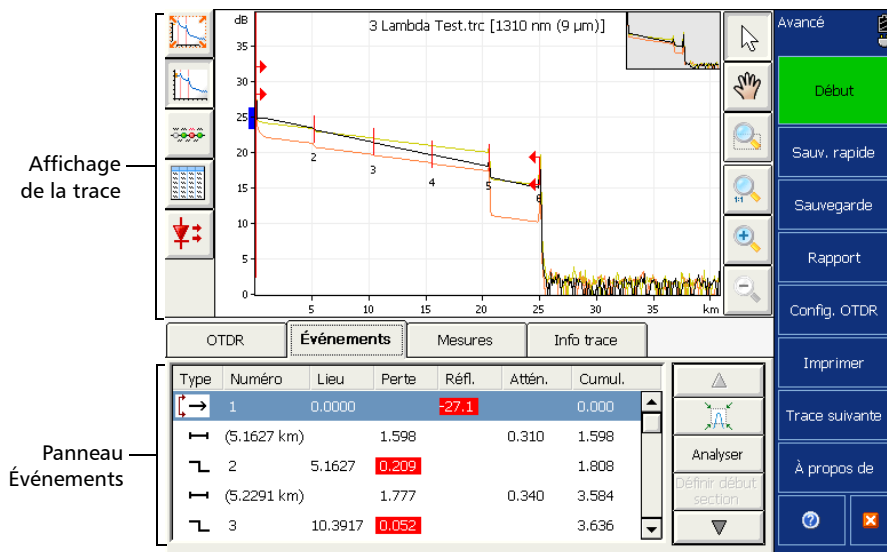 Affichage
de la trace
dB
3 Lambda Test.trc [1310 nm (9 µm)]
35
30
25
20
15
10
5
0
2
3
4
5
6
5
10
15
20
25
30
35
km
1:1
OTDR
Événements
Mesures
Info trace
Panneau
Événements
Type Numéro Lieu Perte Réfl. Attén. Cumul.
1 0.0000 -27.1 0.000
(5.1627 km) 1.598 0.310 1.598
2 5.1627 0.209 1.808
(5.2291 km) 1.777 0.340 3.584
3 10.3917 0.052 3.636
Analyser
Définir début
section
Avancé
Début
Sauv. rapide
Sauvegarde
Rapport
Config. OTDR
Imprimer
Trace suivante
À propos de
?